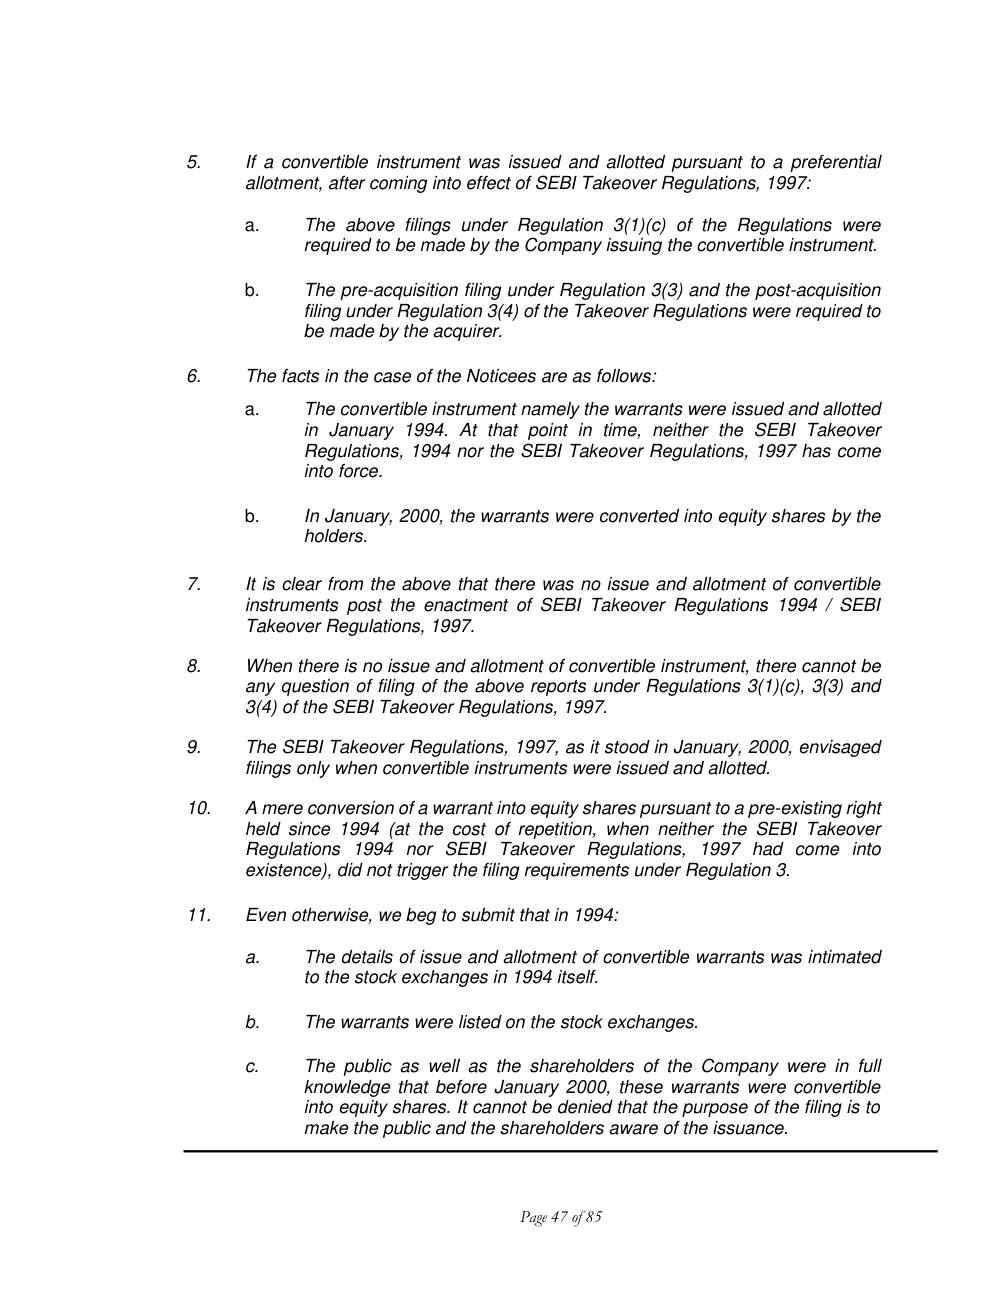 5. If a convertible instrument was issued and allotted pursuant to a preferential
allotment, after coming into effect of SEBI Takeover Regulations, 1997:
a. The above filings under Regulation 3(1)(c) of the Regulations were
required to be made by the Company issuing the convertible instrument.
b. The pre-acquisition filing under Regulation 3(3) and the post-acquisition
filing under Regulation 3(4) of the Takeover Regulations were required to
be made by the acquirer.
6. The facts in the case of the Noticees are as follows:
a. The convertible instrument namely the warrants were issued and allotted
in January 1994. At that point in time, neither the SEBI Takeover
Regulations, 1994 nor the SEBI Takeover Regulations, 1997 has come
into force.
b. In January, 2000, the warrants were converted into equity shares by the
holders.
7. It is clear from the above that there was no issue and allotment of convertible
instruments post the enactment of SEBI Takeover Regulations 1994 / SEBI
Takeover Regulations, 1997.
8. When there is no issue and allotment of convertible instrument, there cannot be
any question of filing of the above reports under Regulations 3(1)(c), 3(3) and
3(4) of the SEBI Takeover Regulations, 1997.
9. The SEBI Takeover Regulations, 1997, as it stood in January, 2000, envisaged
filings only when convertible instruments were issued and allotted.
10. A mere conversion of a warrant into equity shares pursuant to a pre-existing right
held since 1994 (at the cost of repetition, when neither the SEBI Takeover
Regulations 1994 nor SEBI Takeover Regulations, 1997 had come into
existence), did not trigger the filing requirements under Regulation 3.
11. Even otherwise, we beg to submit that in 1994:
a. The details of issue and allotment of convertible warrants was intimated
to the stock exchanges in 1994 itself.
b. The warrants were listed on the stock exchanges.
c. The public as well as the shareholders of the Company were in full
knowledge that before January 2000, these warrants were convertible
into equity shares. It cannot be denied that the purpose of the filing is to
make the public and the shareholders aware of the issuance.
Page 47 of 85